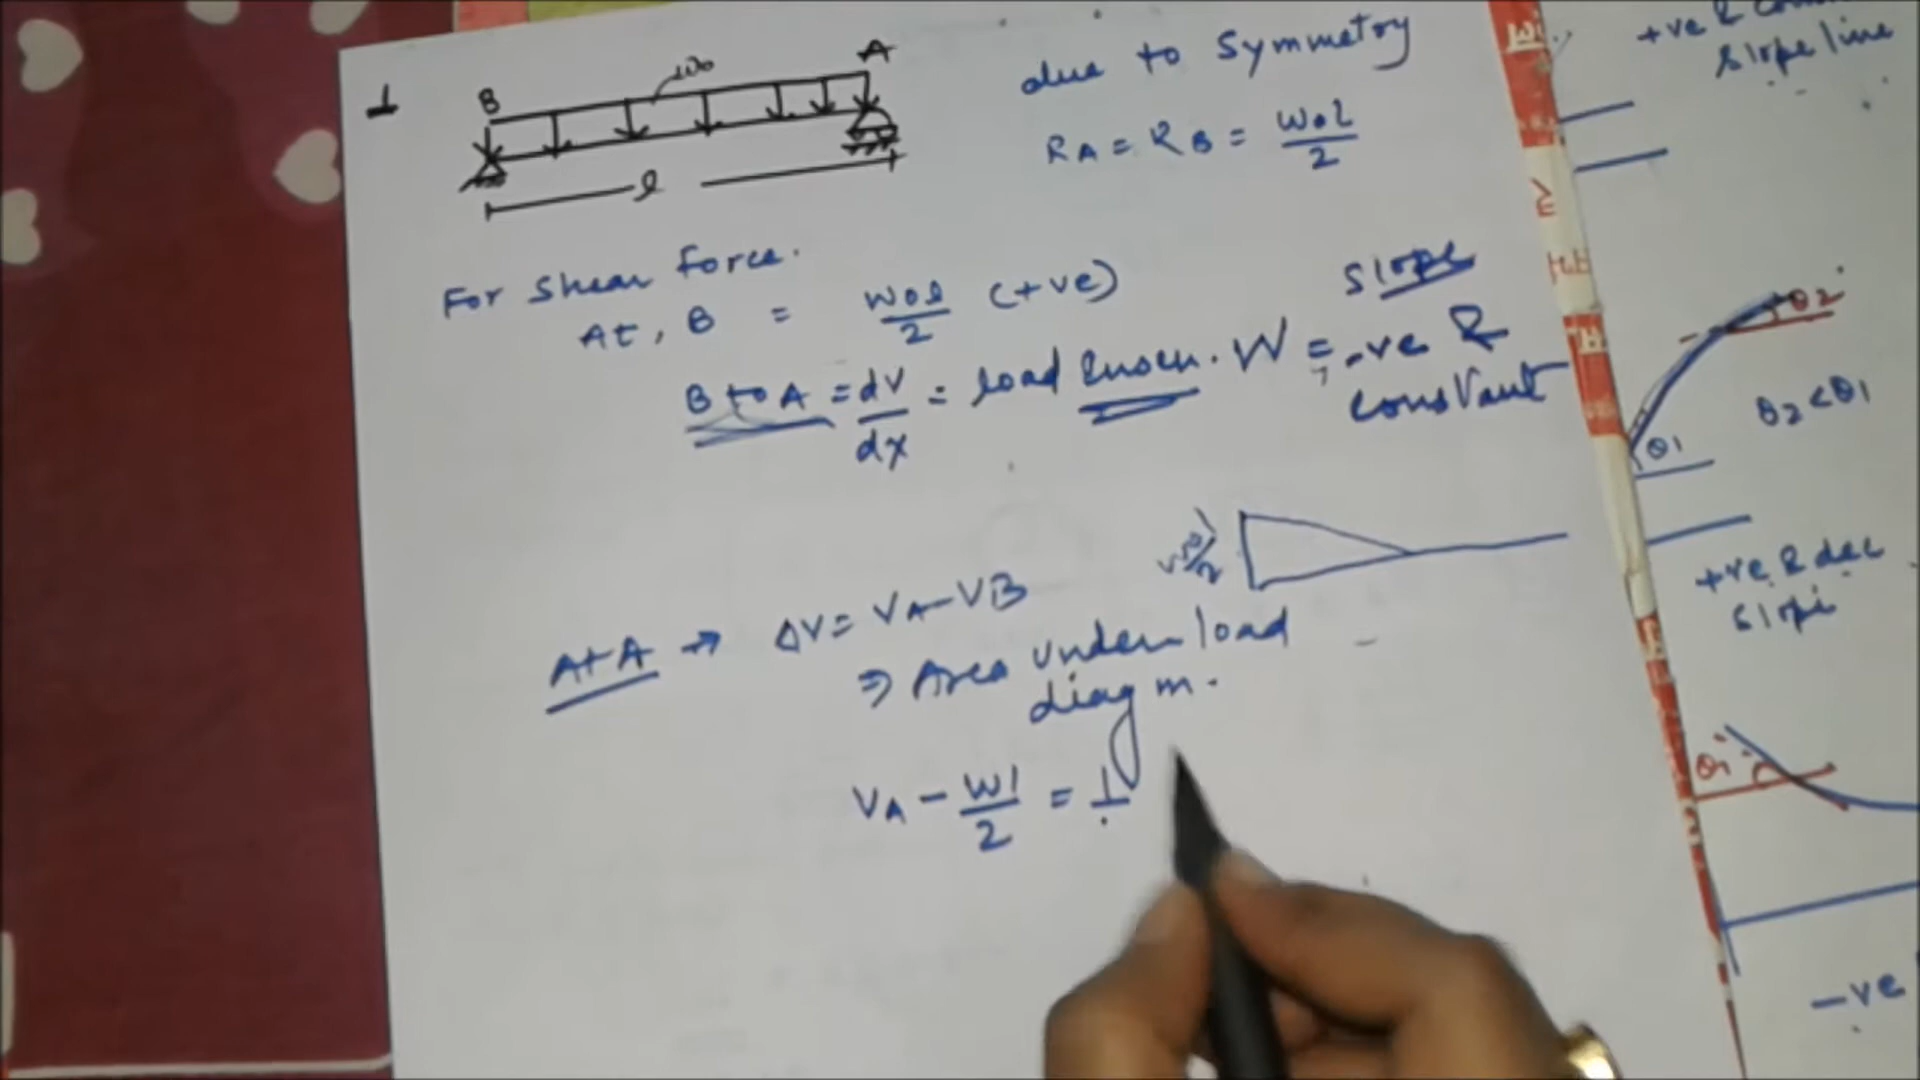 1
B
w₀
A
l
due to Symmetry
RA = RB = W₀l/2
For Shear force.
At, B = W₀l/2 (+ve)
Slope
B to A = dV/dx = load Inten. W = -ve &
constant
W₀l/2
At A → ΔV = VA - VB
⇒ Area Under load
diagm.
VA - Wl/2 = 1
+ve &
Slope line
θ2
θ1
θ2 < θ1
+ve & dec
Slope
θ1
-ve